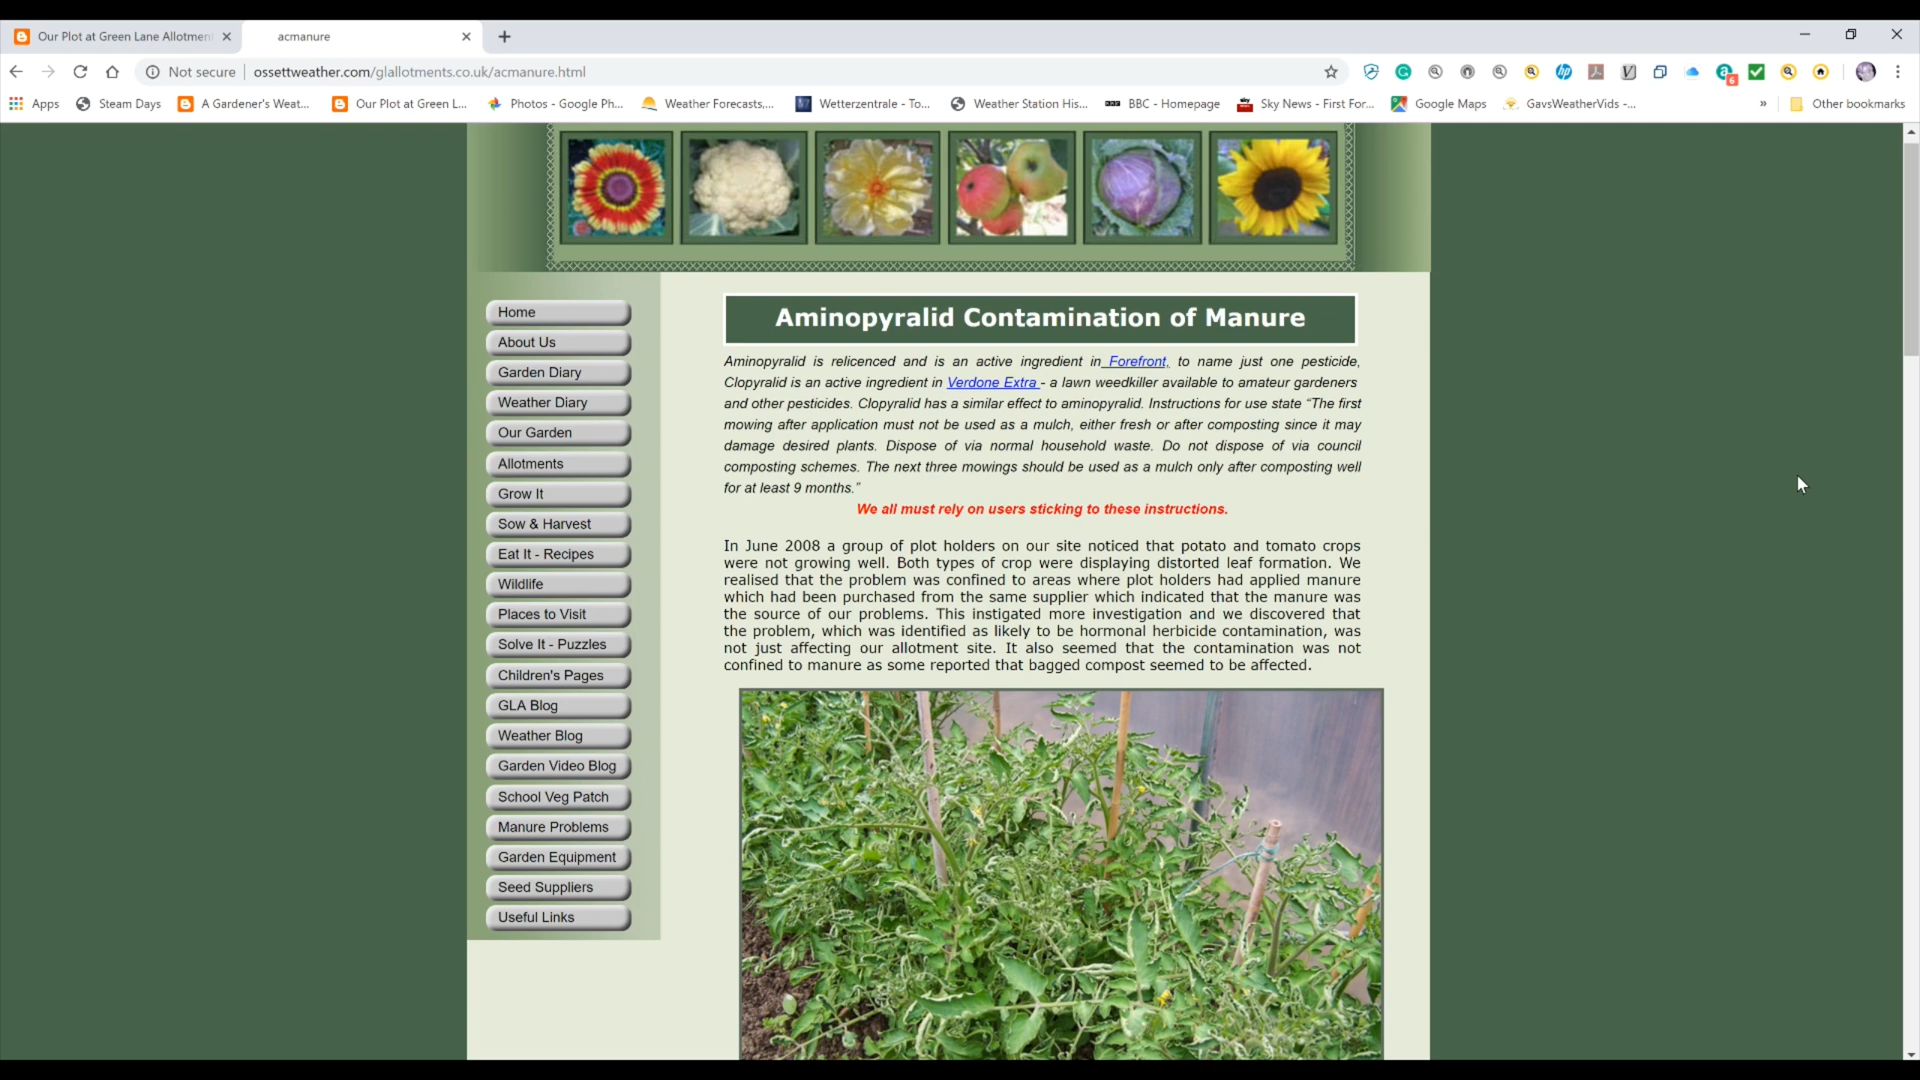 Our Plot at Green Lane Allotmen
acmanure
Not secure
ossettweather.com/glallotments.co.uk/acmanure.html
6
Apps
Steam Days
A Gardener's Weat...
Our Plot at Green L...
Photos - Google Ph...
Weather Forecasts,...
Wetterzentrale - To...
Weather Station His...
BBC - Homepage
Sky News - First For...
Google Maps
GavsWeatherVids -...
»
Other bookmarks
Home
About Us
Garden Diary
Weather Diary
Our Garden
Allotments
Grow It
Sow & Harvest
Eat It - Recipes
Wildlife
Places to Visit
Solve It - Puzzles
Children's Pages
GLA Blog
Weather Blog
Garden Video Blog
School Veg Patch
Manure Problems
Garden Equipment
Seed Suppliers
Useful Links
Aminopyralid Contamination of Manure
Aminopyralid is relicenced and is an active ingredient in Forefront, to name just one pesticide,
Clopyralid is an active ingredient in Verdone Extra - a lawn weedkiller available to amateur gardeners
and other pesticides. Clopyralid has a similar effect to aminopyralid. Instructions for use state “The first
mowing after application must not be used as a mulch, either fresh or after composting since it may
damage desired plants. Dispose of via normal household waste. Do not dispose of via council
composting schemes. The next three mowings should be used as a mulch only after composting well
for at least 9 months.”
We all must rely on users sticking to these instructions.
In June 2008 a group of plot holders on our site noticed that potato and tomato crops
were not growing well. Both types of crop were displaying distorted leaf formation. We
realised that the problem was confined to areas where plot holders had applied manure
which had been purchased from the same supplier which indicated that the manure was
the source of our problems. This instigated more investigation and we discovered that
the problem, which was identified as likely to be hormonal herbicide contamination, was
not just affecting our allotment site. It also seemed that the contamination was not
confined to manure as some reported that bagged compost seemed to be affected.